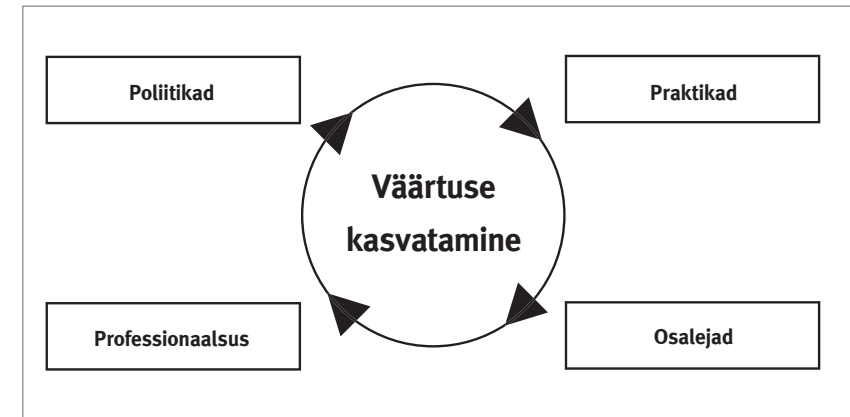 Poliitikad
Praktikad
Väärtuse
kasvatamine
Professionaalsus
Osalejad